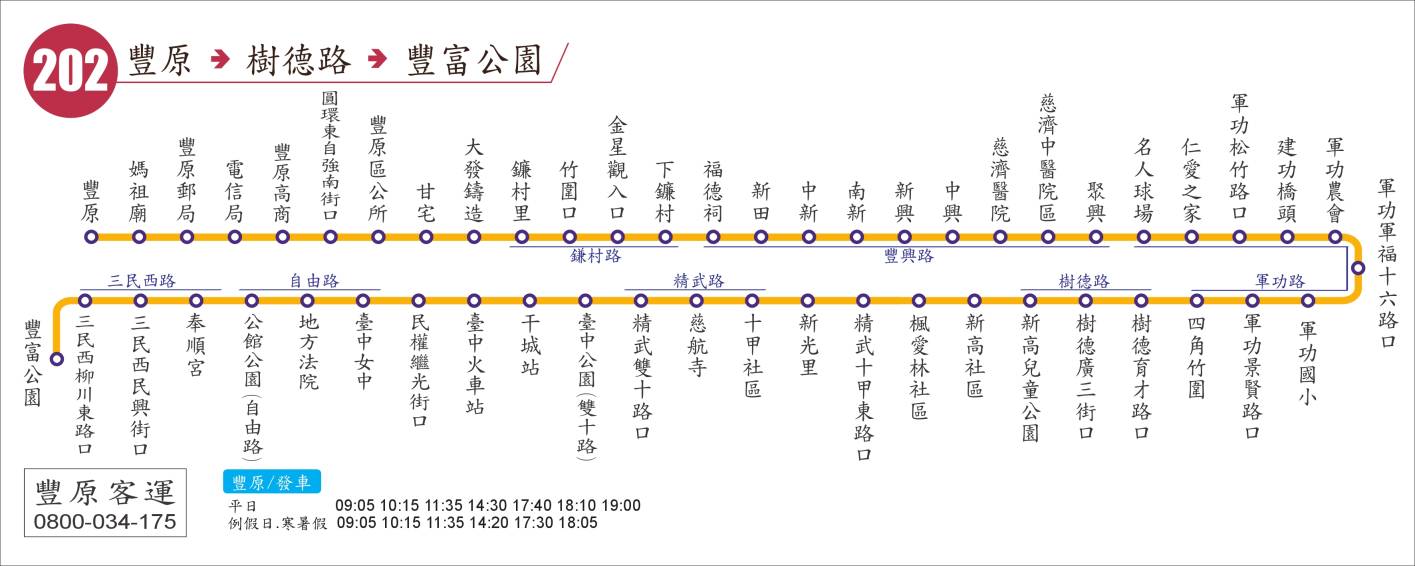 202 豐原 → 樹德路 → 豐富公園
豐原
媽祖廟
豐原郵局
電信局
豐原高商
圓環東自強南街口
豐原區公所
甘宅
大發鑄造
鐮村里
竹圍口
金星觀入口
下鐮村
福德祠
新田
中新
南新
新興
中興
慈濟醫院
慈濟中醫院區
聚興
名人球場
仁愛之家
軍功松竹路口
建功橋頭
軍功農會
軍功軍福十六路口
鎌村路
豐興路
三民西路
自由路
精武路
樹德路
軍功路
豐富公園
三民西柳川東路口
三民西民興街口
奉順宮
公館公園(自由路)
地方法院
臺中女中
民權繼光街口
臺中火車站
干城站
臺中公園(雙十路)
精武雙十路口
慈航寺
十甲社區
新光里
精武十甲東路口
楓愛林社區
新高社區
新高兒童公園
樹德廣三街口
樹德育才路口
四角竹圍
軍功景賢路口
軍功國小
豐原客運
0800-034-175
豐原/發車
平日 09:05 10:15 11:35 14:30 17:40 18:10 19:00
例假日.寒暑假 09:05 10:15 11:35 14:20 17:30 18:05